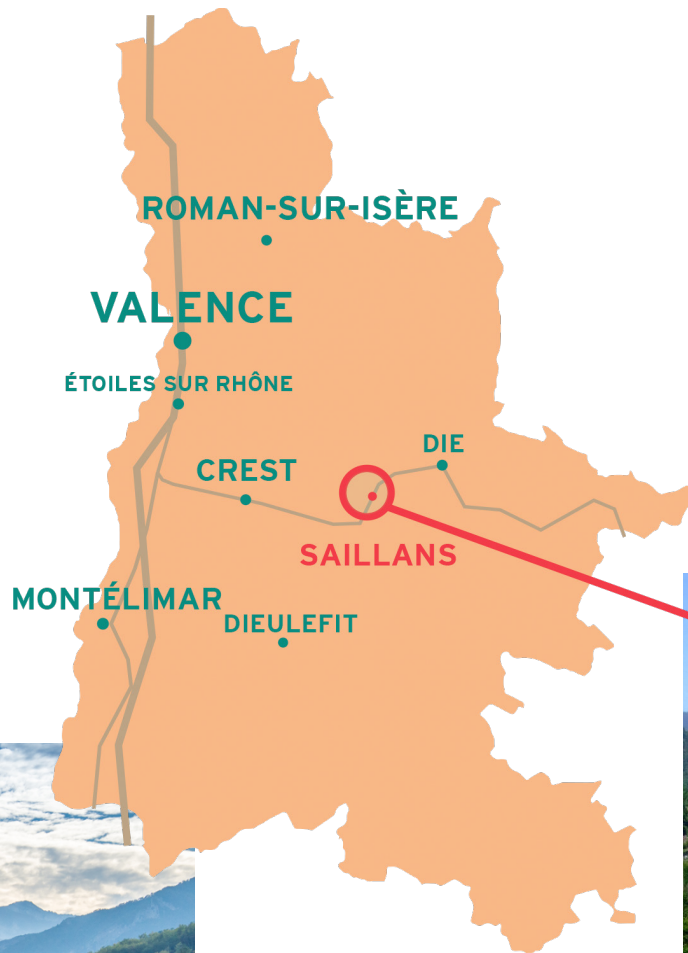 ROMAN-SUR-ISÈRE
VALENCE
ÉTOILES SUR RHÔNE
DIE
CREST
SAILLANS
MONTÉLIMAR
DIEULEFIT